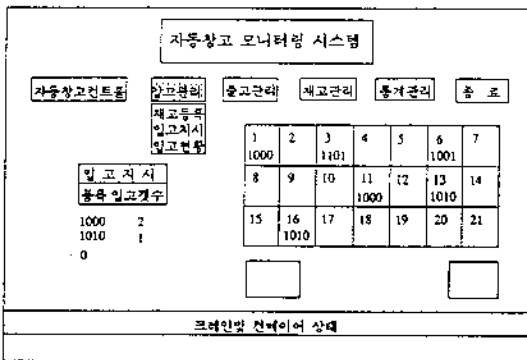 자동창고 모니터링 시스템
자동창고컨트롤 입고관리 출고관리 재고관리 통계관리 종 료
재고등록
입고지시
입고현황
입 고 지 시
품목 입고갯수
1000 2
1010 1
0
1 2 3 4 5 6 7
1000 1101 1001
8 9 10 11 12 13 14
1000 1010
15 16 17 18 19 20 21
1010
크레인및 컨베이어 상태